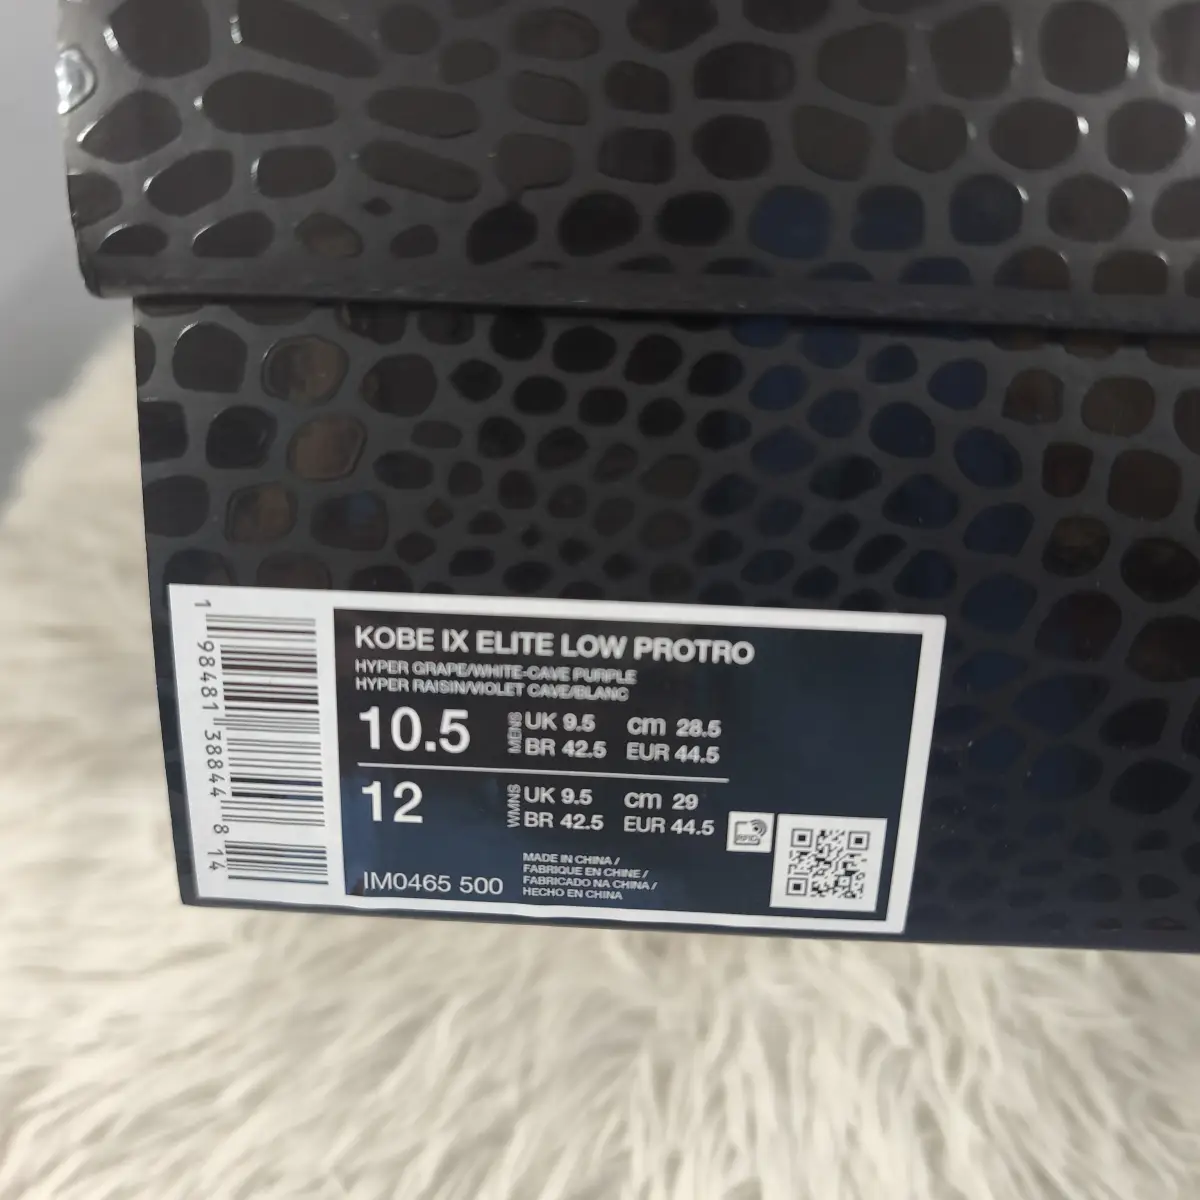 KOBE IX ELITE LOW PROTRO
HYPER GRAPE/WHITE-CAVE PURPLE
HYPER RAISIN/VIOLET CAVE/BLANC
10.5 MENS UK 9.5 cm 28.5
BR 42.5 EUR 44.5
12 WMNS UK 9.5 cm 29
BR 42.5 EUR 44.5
IM0465 500
MADE IN CHINA /
FABRIQUE EN CHINE /
FABRICADO NA CHINA /
HECHO EN CHINA
1 98481 38844 8 14